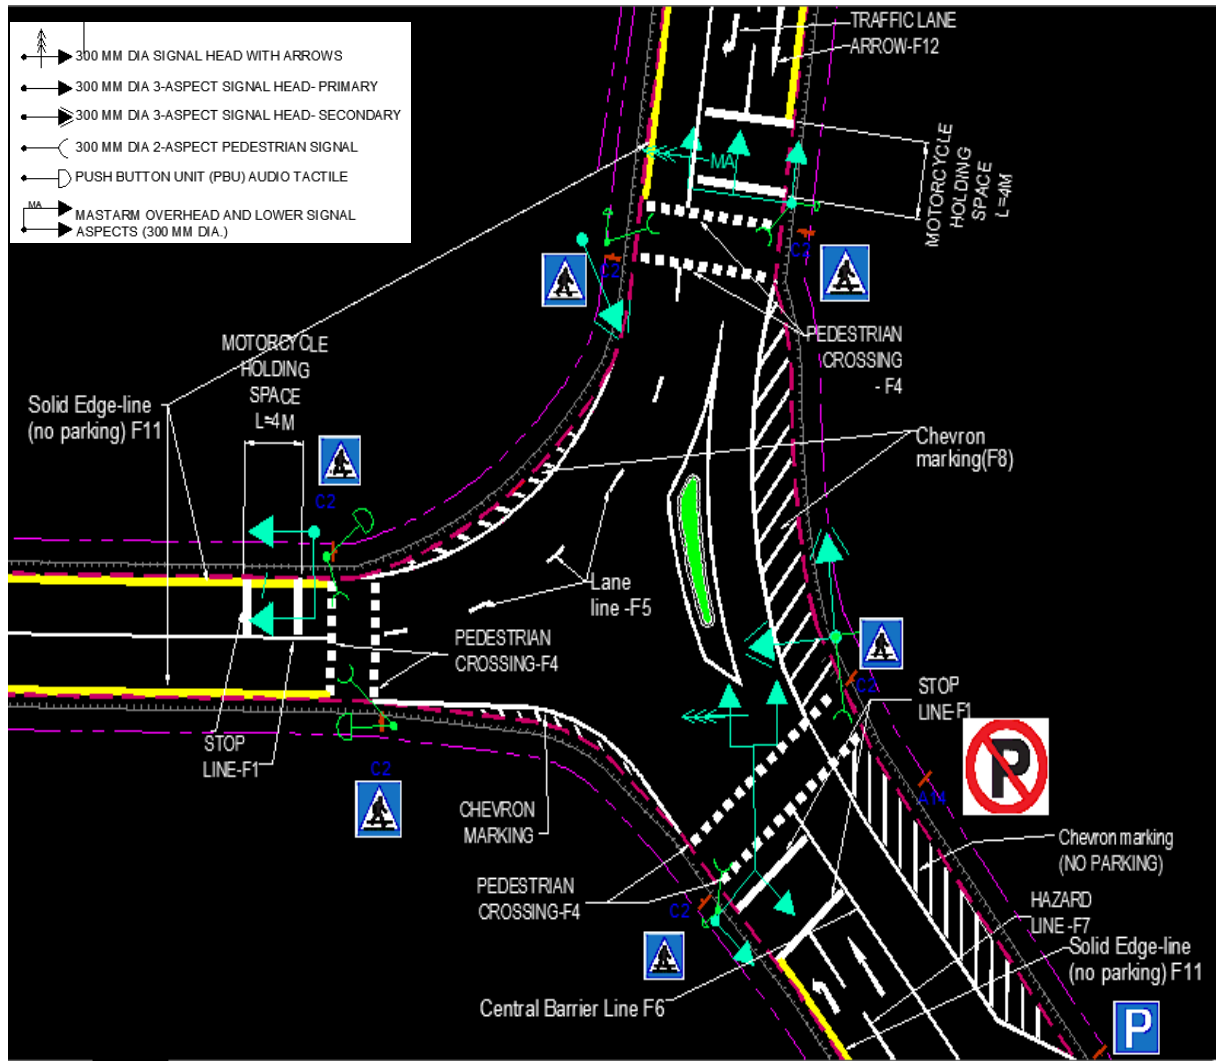 300 MM DIA SIGNAL HEAD WITH ARROWS
300 MM DIA 3-ASPECT SIGNAL HEAD- PRIMARY
300 MM DIA 3-ASPECT SIGNAL HEAD- SECONDARY
300 MM DIA 2-ASPECT PEDESTRIAN SIGNAL
PUSH BUTTON UNIT (PBU) AUDIO TACTILE
MA
MASTARM OVERHEAD AND LOWER SIGNAL
ASPECTS (300 MM DIA.)
TRAFFIC LANE
ARROW-F12
MA
MOTORCYCLE
HOLDING
SPACE
L=4M
C2
C2
PEDESTRIAN
CROSSING
- F4
MOTORCYCLE
HOLDING
SPACE
L=4M
Solid Edge-line
(no parking) F11
Chevron
marking(F8)
C2
Lane
line -F5
PEDESTRIAN
CROSSING-F4
C2
STOP
LINE-F1
STOP
LINE-F1
C2
P
A14
CHEVRON
MARKING
Chevron marking
(NO PARKING)
PEDESTRIAN
CROSSING-F4
C2
HAZARD
LINE -F7
Solid Edge-line
(no parking) F11
Central Barrier Line F6
P